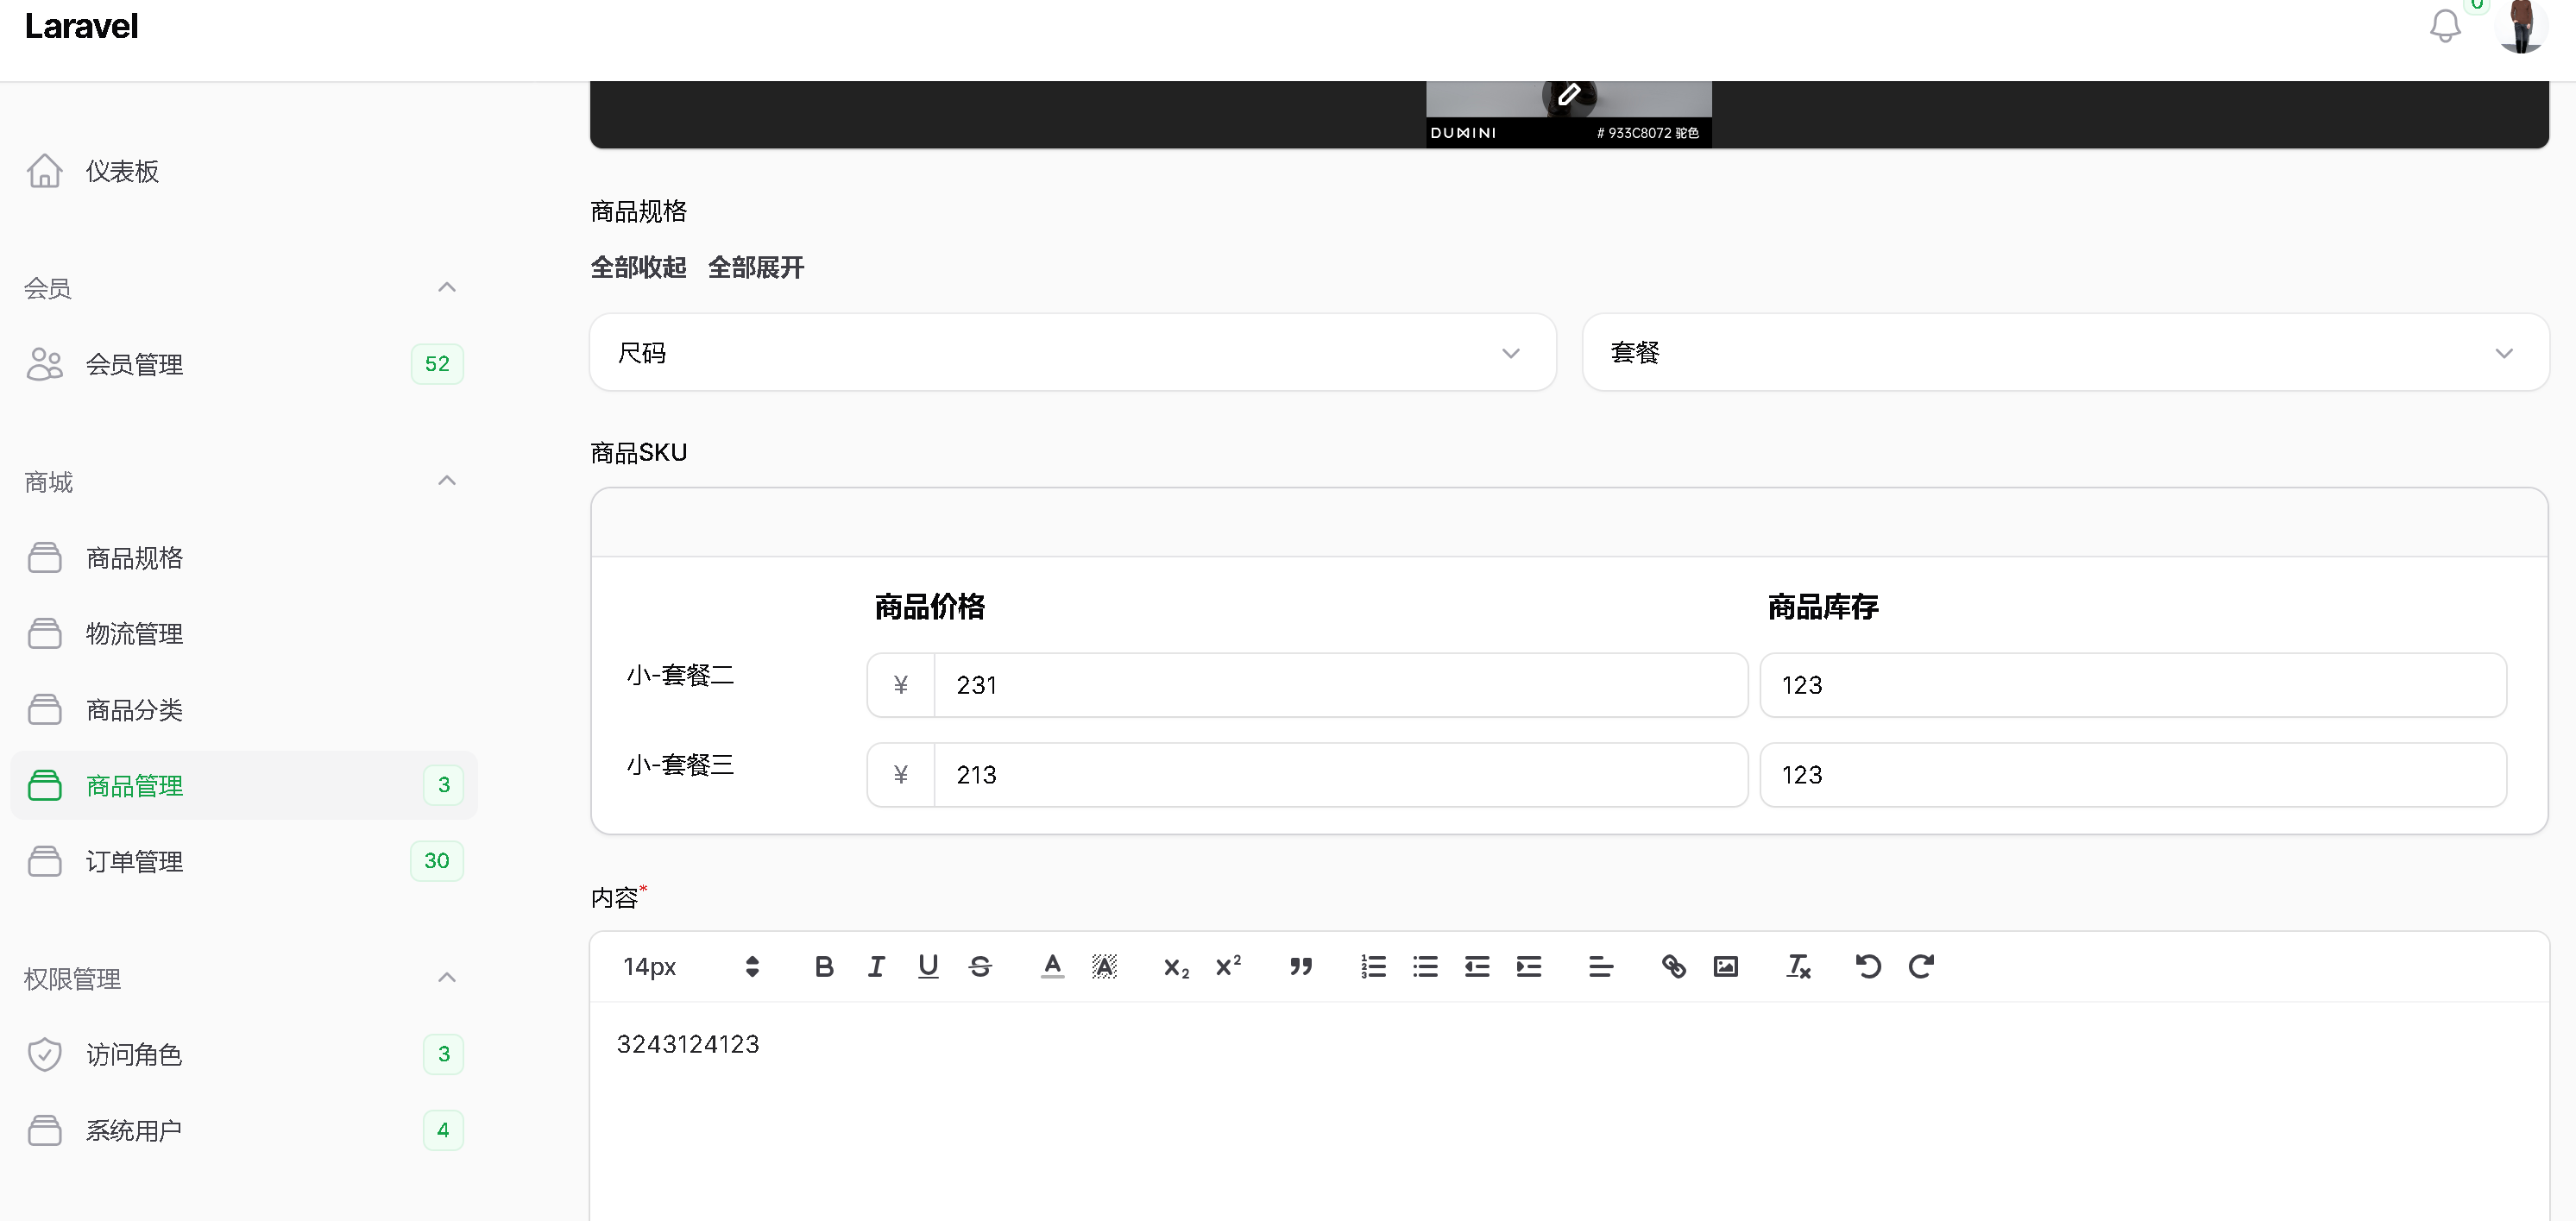 Laravel
0
仪表板
会员
会员管理 52
商城
商品规格
物流管理
商品分类
商品管理 3
订单管理 30
权限管理
访问角色 3
系统用户 4
DUMINI # 933C8072 驼色
商品规格
全部收起 全部展开
尺码 套餐
商品SKU
商品价格 商品库存
小-套餐二 ¥ 231 123
小-套餐三 ¥ 213 123
内容*
14px
3243124123